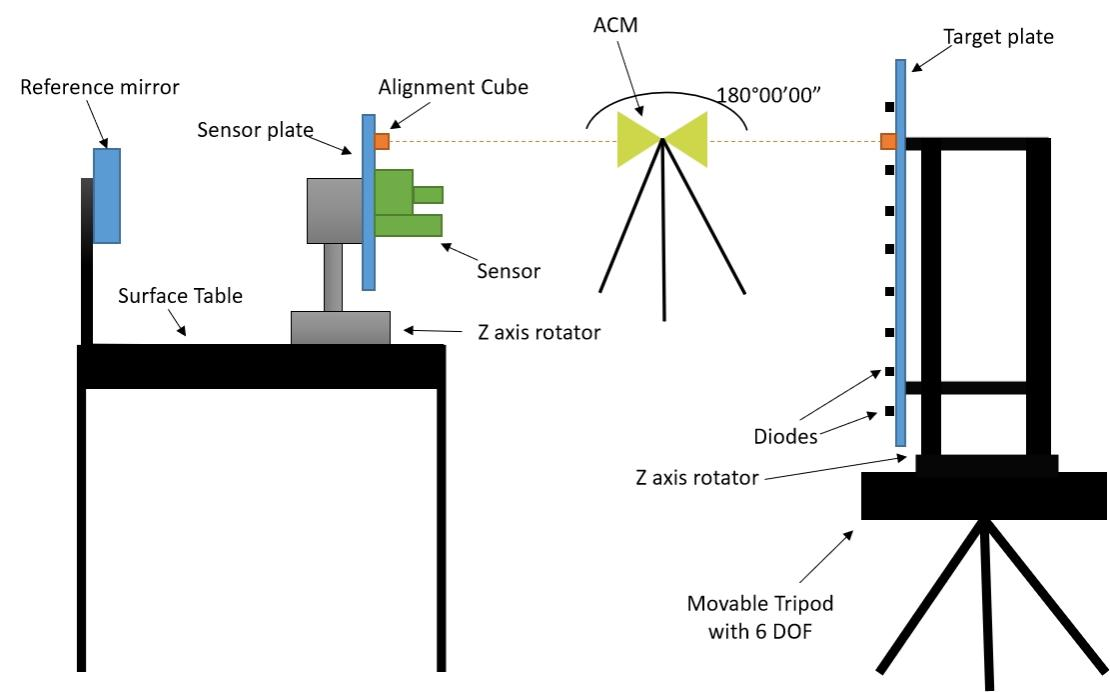 ACM
Target plate
Reference mirror
Alignment Cube
180°00’00”
Sensor plate
Sensor
Surface Table
Z axis rotator
Diodes
Z axis rotator
Movable Tripod
with 6 DOF